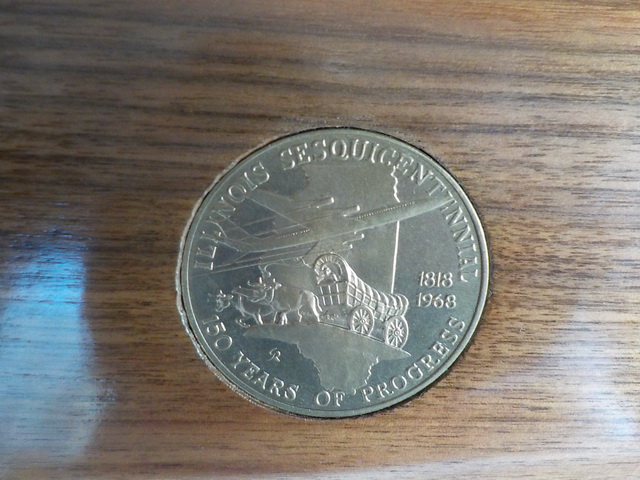 ILLINOIS SESQUICENTENNIAL
1818
1968
150 YEARS OF PROGRESS